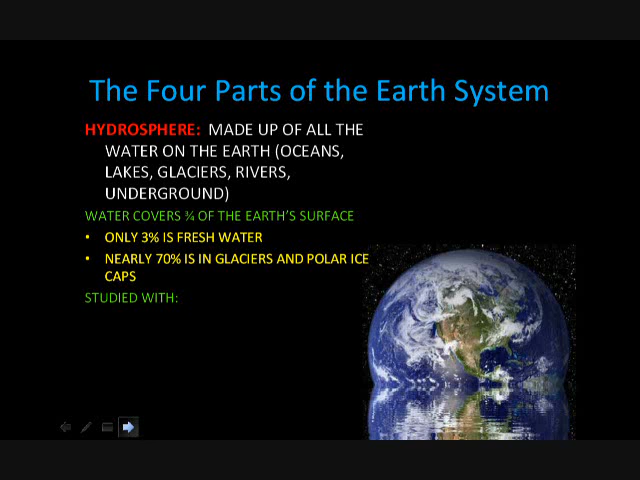 The Four Parts of the Earth System
HYDROSPHERE: MADE UP OF ALL THE
WATER ON THE EARTH (OCEANS,
LAKES, GLACIERS, RIVERS,
UNDERGROUND)
WATER COVERS ¾ OF THE EARTH'S SURFACE
• ONLY 3% IS FRESH WATER
• NEARLY 70% IS IN GLACIERS AND POLAR ICE
CAPS
STUDIED WITH: